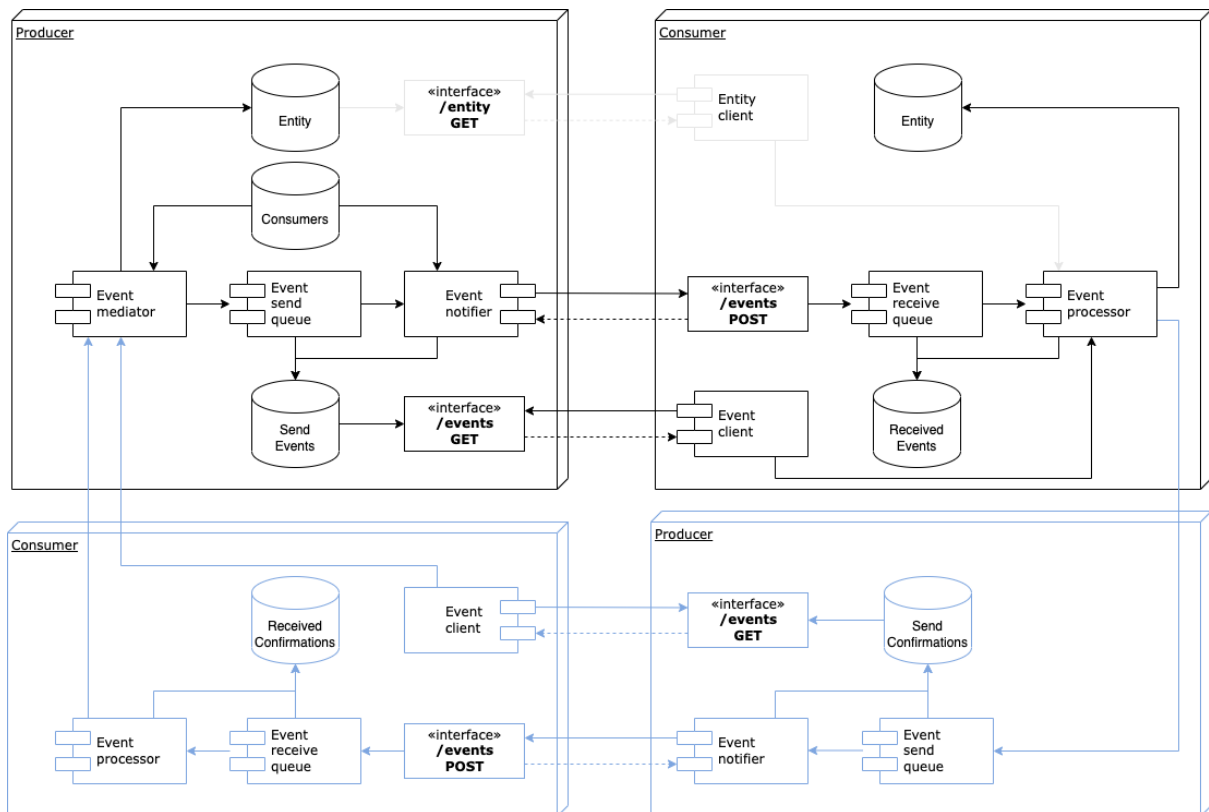 Producer
Entity
«interface»
/entity
GET
Consumers
Event
mediator
Event
send
queue
Event
notifier
Send
Events
«interface»
/events
GET
Consumer
Entity
client
Entity
«interface»
/events
POST
Event
receive
queue
Event
processor
Event
client
Received
Events
Consumer
Received
Confirmations
Event
client
Event
processor
Event
receive
queue
«interface»
/events
POST
Producer
«interface»
/events
GET
Send
Confirmations
Event
notifier
Event
send
queue